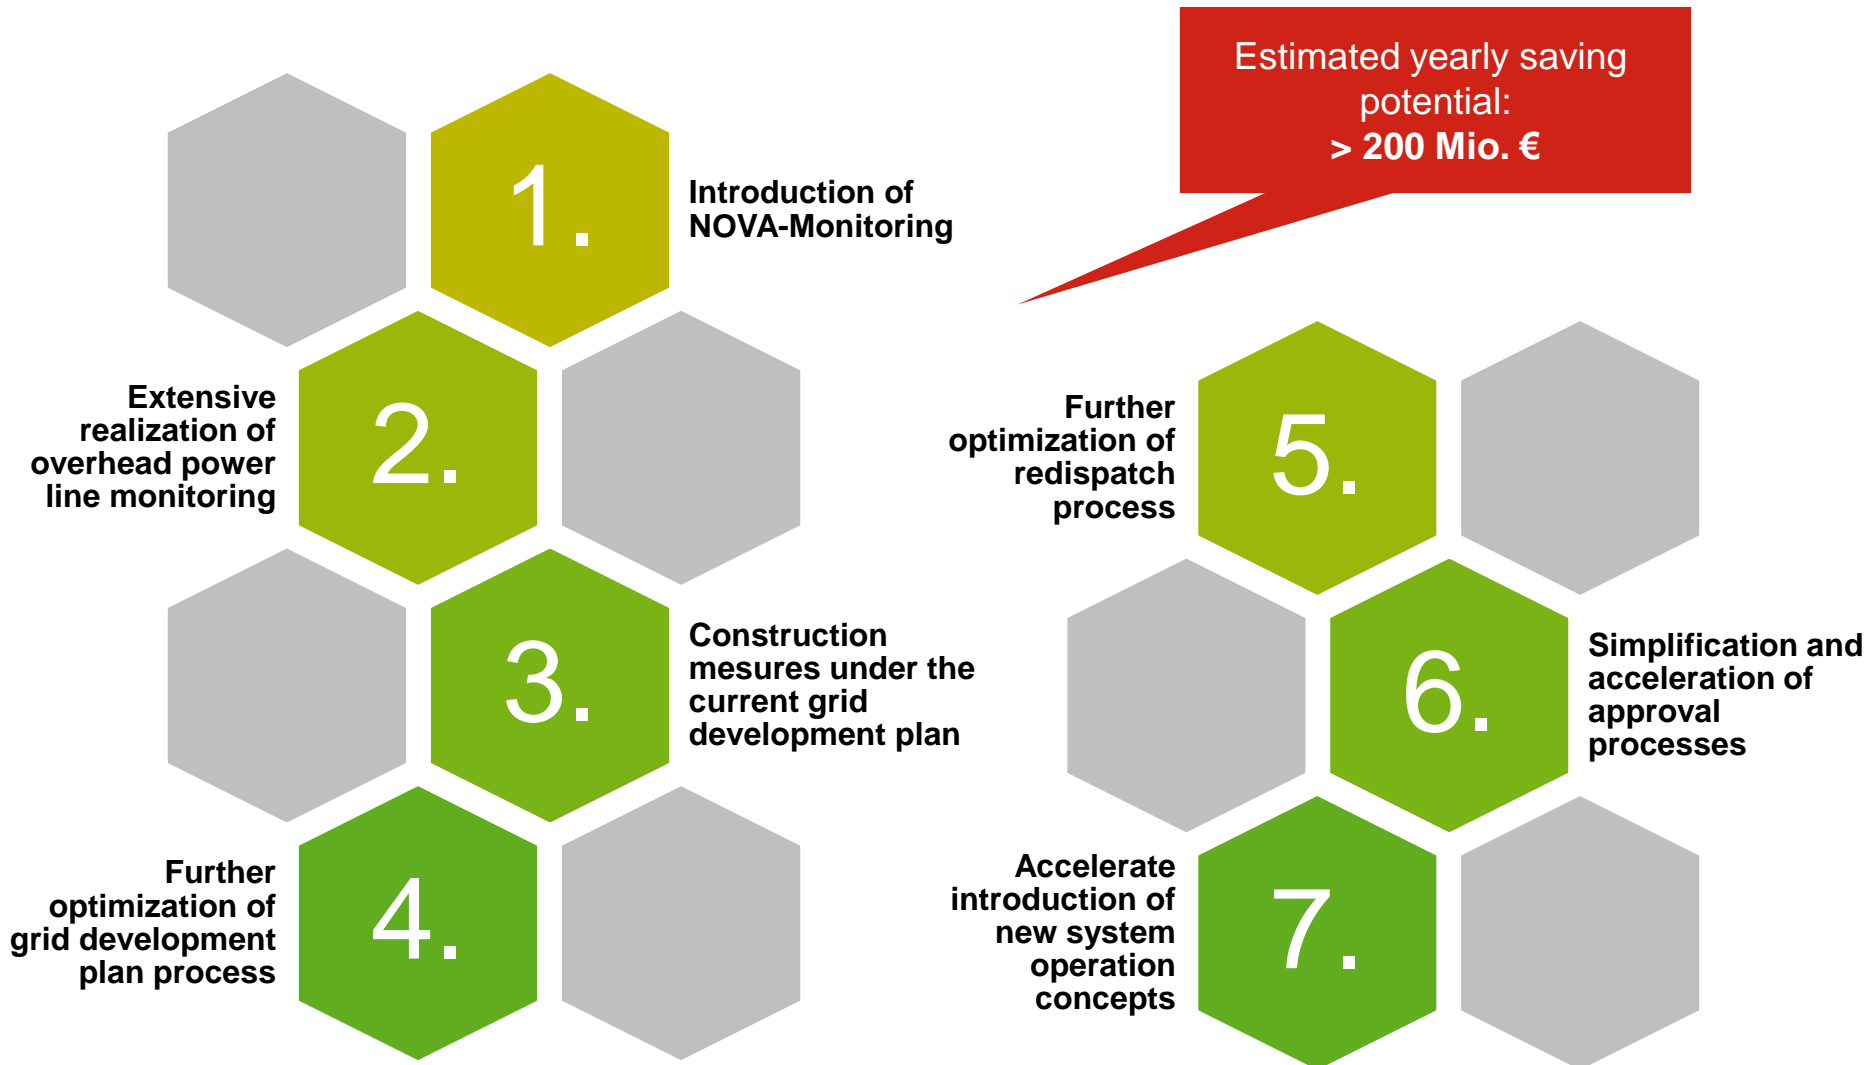 Estimated yearly saving
potential:
> 200 Mio. €
1.
Introduction of
NOVA-Monitoring
2.
Extensive
realization of
overhead power
line monitoring
3.
Construction
mesures under the
current grid
development plan
4.
Further
optimization of
grid development
plan process
5.
Further
optimization of
redispatch
process
6.
Simplification and
acceleration of
approval
processes
7.
Accelerate
introduction of
new system
operation
concepts